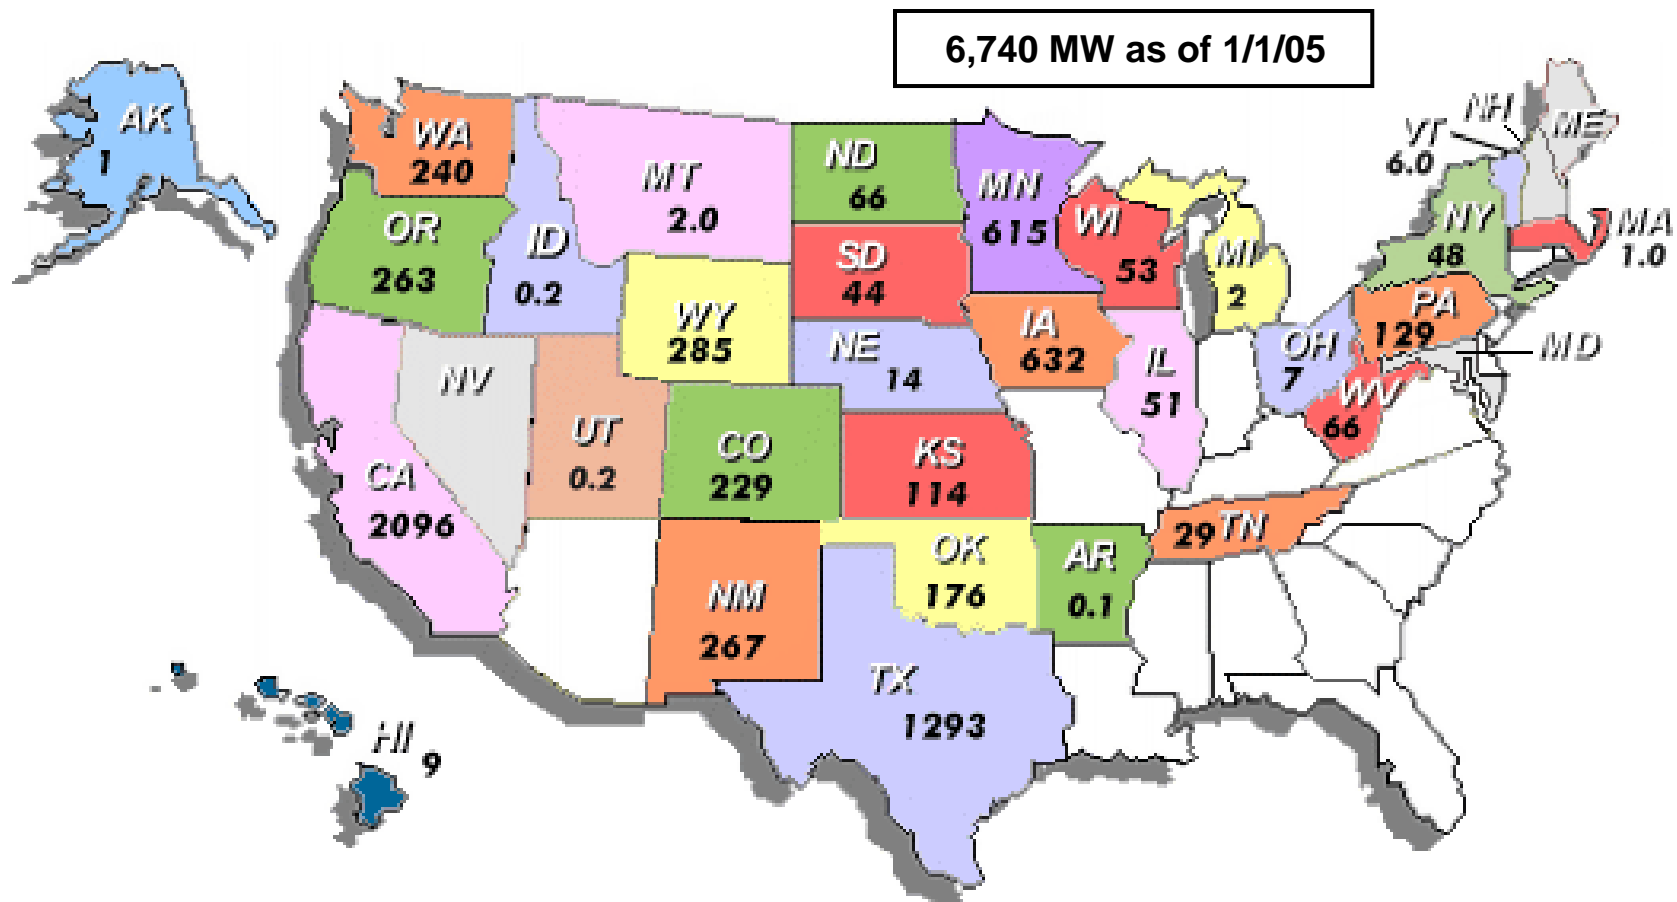 6,740 MW as of 1/1/05
AK
1
WA
240
OR
263
ID
0.2
MT
2.0
ND
66
MN
615
WI
53
MI
2
SD
44
WY
285
NE
14
IA
632
IL
51
OH
7
PA
129
NY
48
VT
6.0
NH
ME
MA
1.0
MD
WV
66
NV
UT
0.2
CO
229
KS
114
CA
2096
NM
267
OK
176
AR
0.1
29 TN
TX
1293
HI
9